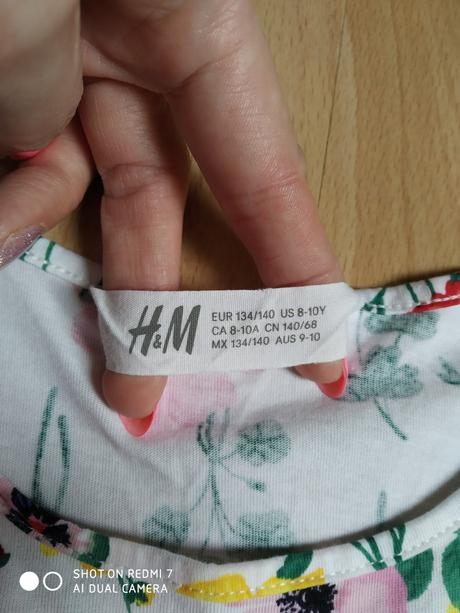 H&M
EUR 134/140 US 8-10Y
CA 8-10A CN 140/68
MX 134/140 AUS 9-10
SHOT ON REDMI 7
AI DUAL CAMERA